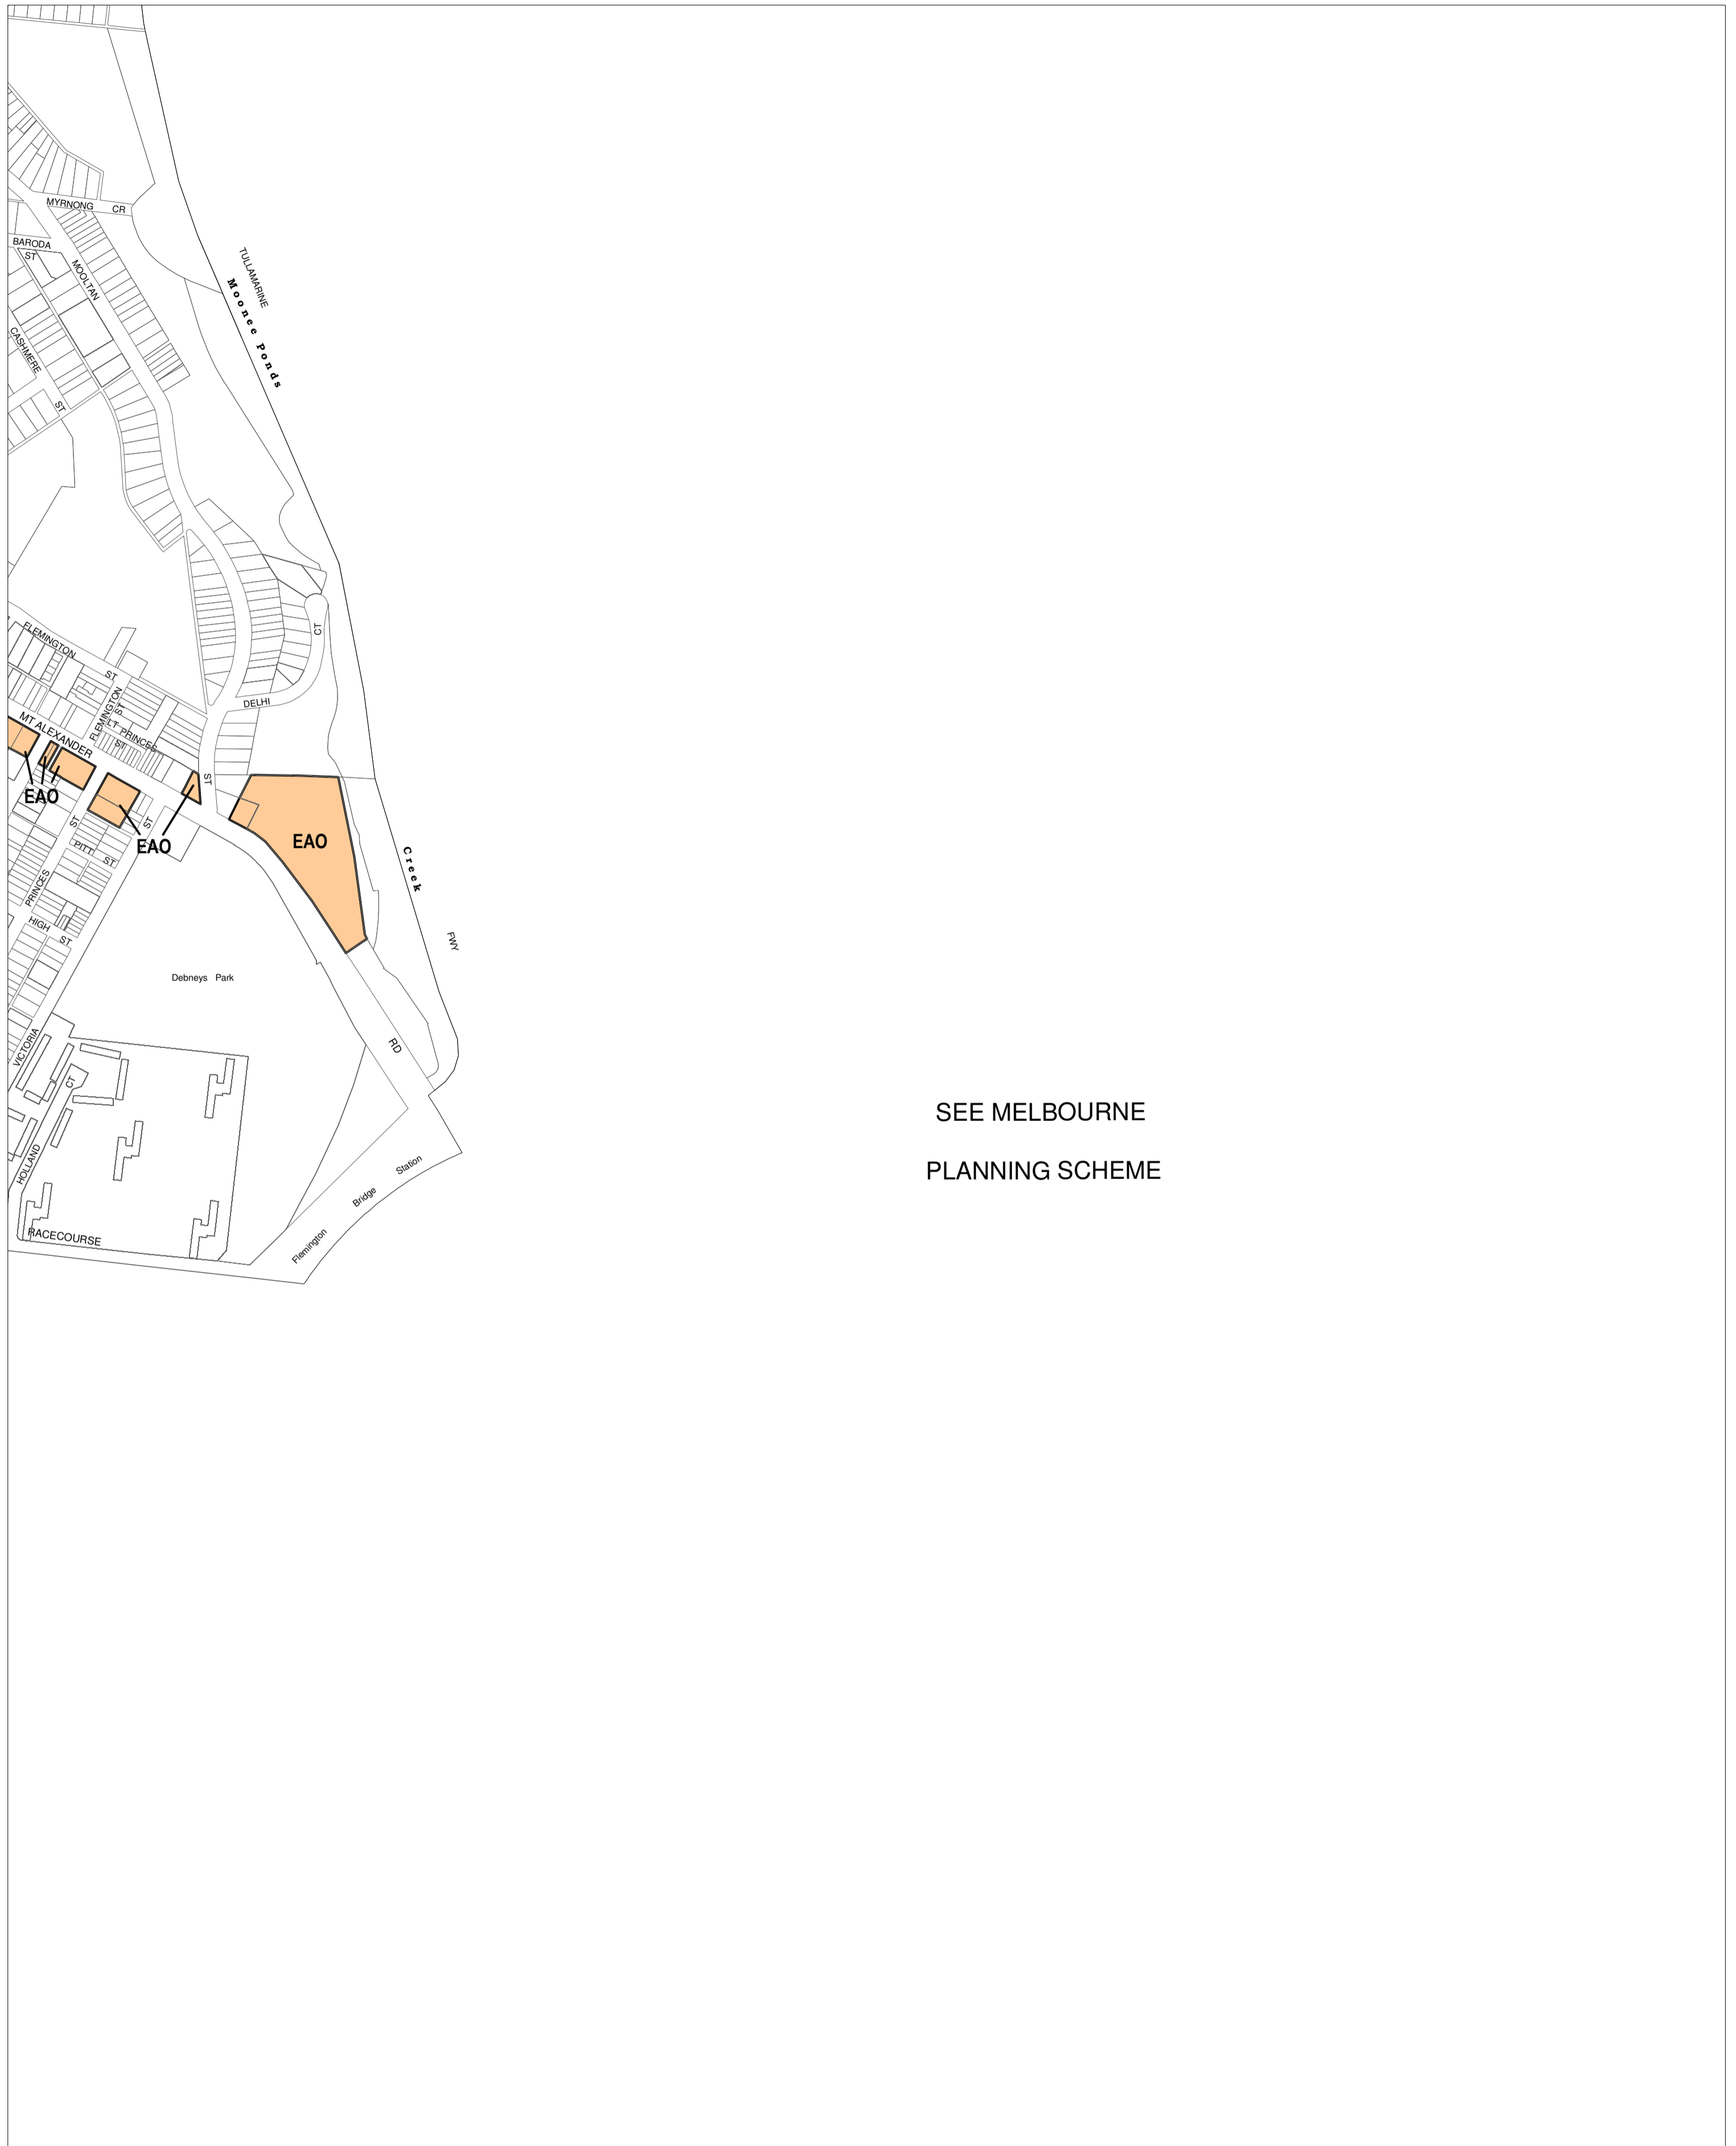 MYRNONG CR
BARODA
ST
MOOLTAN
TULLAMARINE
Moonee Ponds
CASHMERE
ST
FLEMINGTON
ST
CT
FLEMINGTON
ST
DELHI
LT PRINCES
ST
MT ALEXANDER
ST
EAO
EAO
EAO
ST
ST
PITT ST
Creek
PRINCES
HIGH
ST
FWY
Debneys Park
VICTORIA
RD
CT
HOLLAND
RACECOURSE
Flemington Bridge Station
SEE MELBOURNE
PLANNING SCHEME